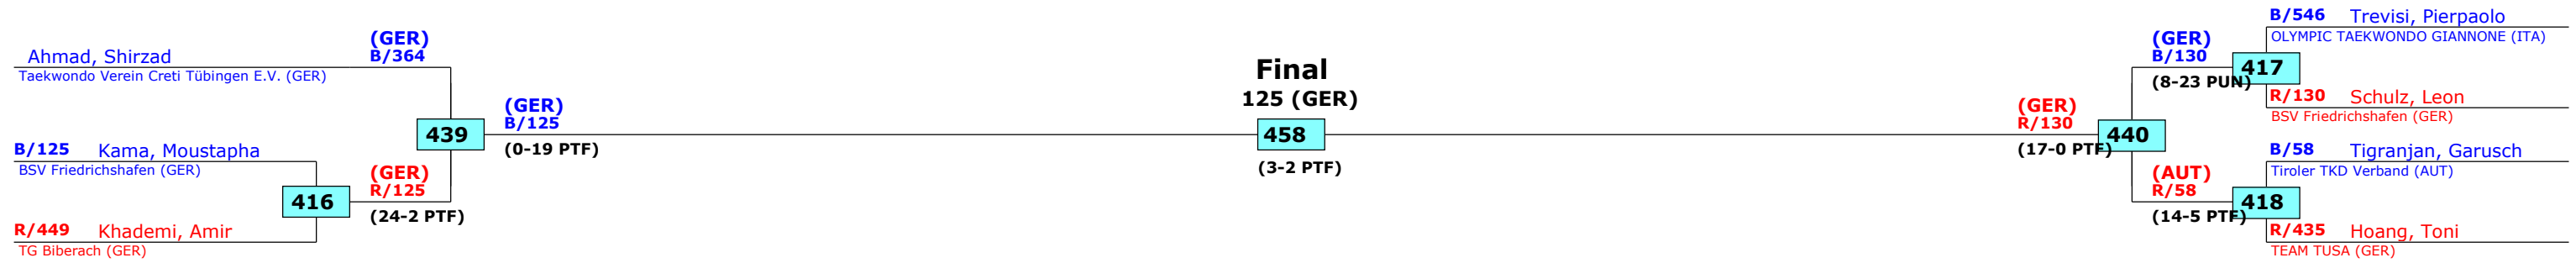 Ahmad, Shirzad
Taekwondo Verein Creti Tübingen E.V. (GER)
(GER)
B/364
B/125 Kama, Moustapha
BSV Friedrichshafen (GER)
416
R/449 Khademi, Amir
TG Biberach (GER)
(GER)
R/125
(24-2 PTF)
439
(GER)
B/125
(0-19 PTF)
Final
125 (GER)
458
(3-2 PTF)
(GER)
R/130
(17-0 PTF)
440
(GER)
B/130
(8-23 PUN)
417
B/546 Trevisi, Pierpaolo
OLYMPIC TAEKWONDO GIANNONE (ITA)
R/130 Schulz, Leon
BSV Friedrichshafen (GER)
(AUT)
R/58
(14-5 PTF)
418
B/58 Tigranjan, Garusch
Tiroler TKD Verband (AUT)
R/435 Hoang, Toni
TEAM TUSA (GER)